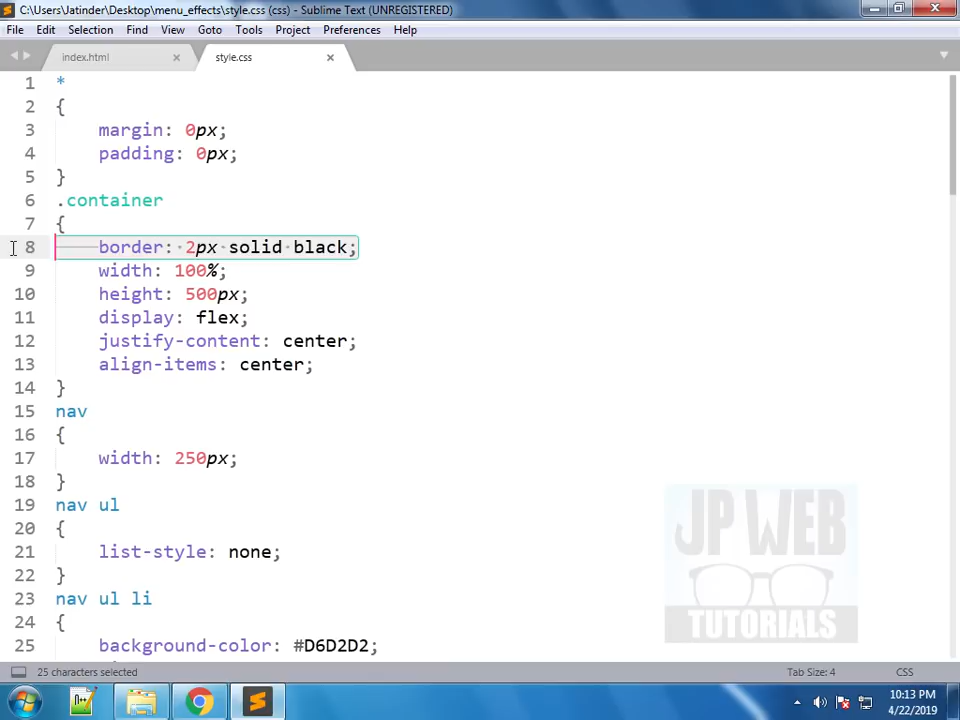 C:\Users\Jatinder\Desktop\menu_effects\style.css (css) - Sublime Text (UNREGISTERED)
File Edit Selection Find View Goto Tools Project Preferences Help
index.html × style.css ×
1 *
2 {
3 margin: 0px;
4 padding: 0px;
5 }
6 .container
7 {
8 border: 2px solid black;
9 width: 100%;
10 height: 500px;
11 display: flex;
12 justify-content: center;
13 align-items: center;
14 }
15 nav
16 {
17 width: 250px;
18 }
19 nav ul
20 {
21 list-style: none;
22 }
23 nav ul li
24 {
25 background-color: #D6D2D2;
JP WEB
TUTORIALS
25 characters selected Tab Size: 4 CSS
10:13 PM
4/22/2019